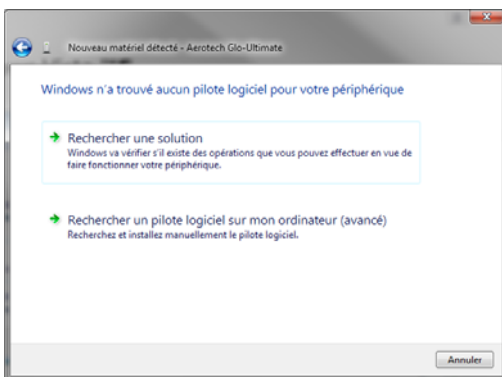 Nouveau matériel détecté - Aerotech Glo-Ultimate
Windows n'a trouvé aucun pilote logiciel pour votre périphérique
Rechercher une solution
Windows va vérifier s'il existe des opérations que vous pouvez effectuer en vue de
faire fonctionner votre périphérique.
Rechercher un pilote logiciel sur mon ordinateur (avancé)
Recherchez et installez manuellement le pilote logiciel.
Annuler